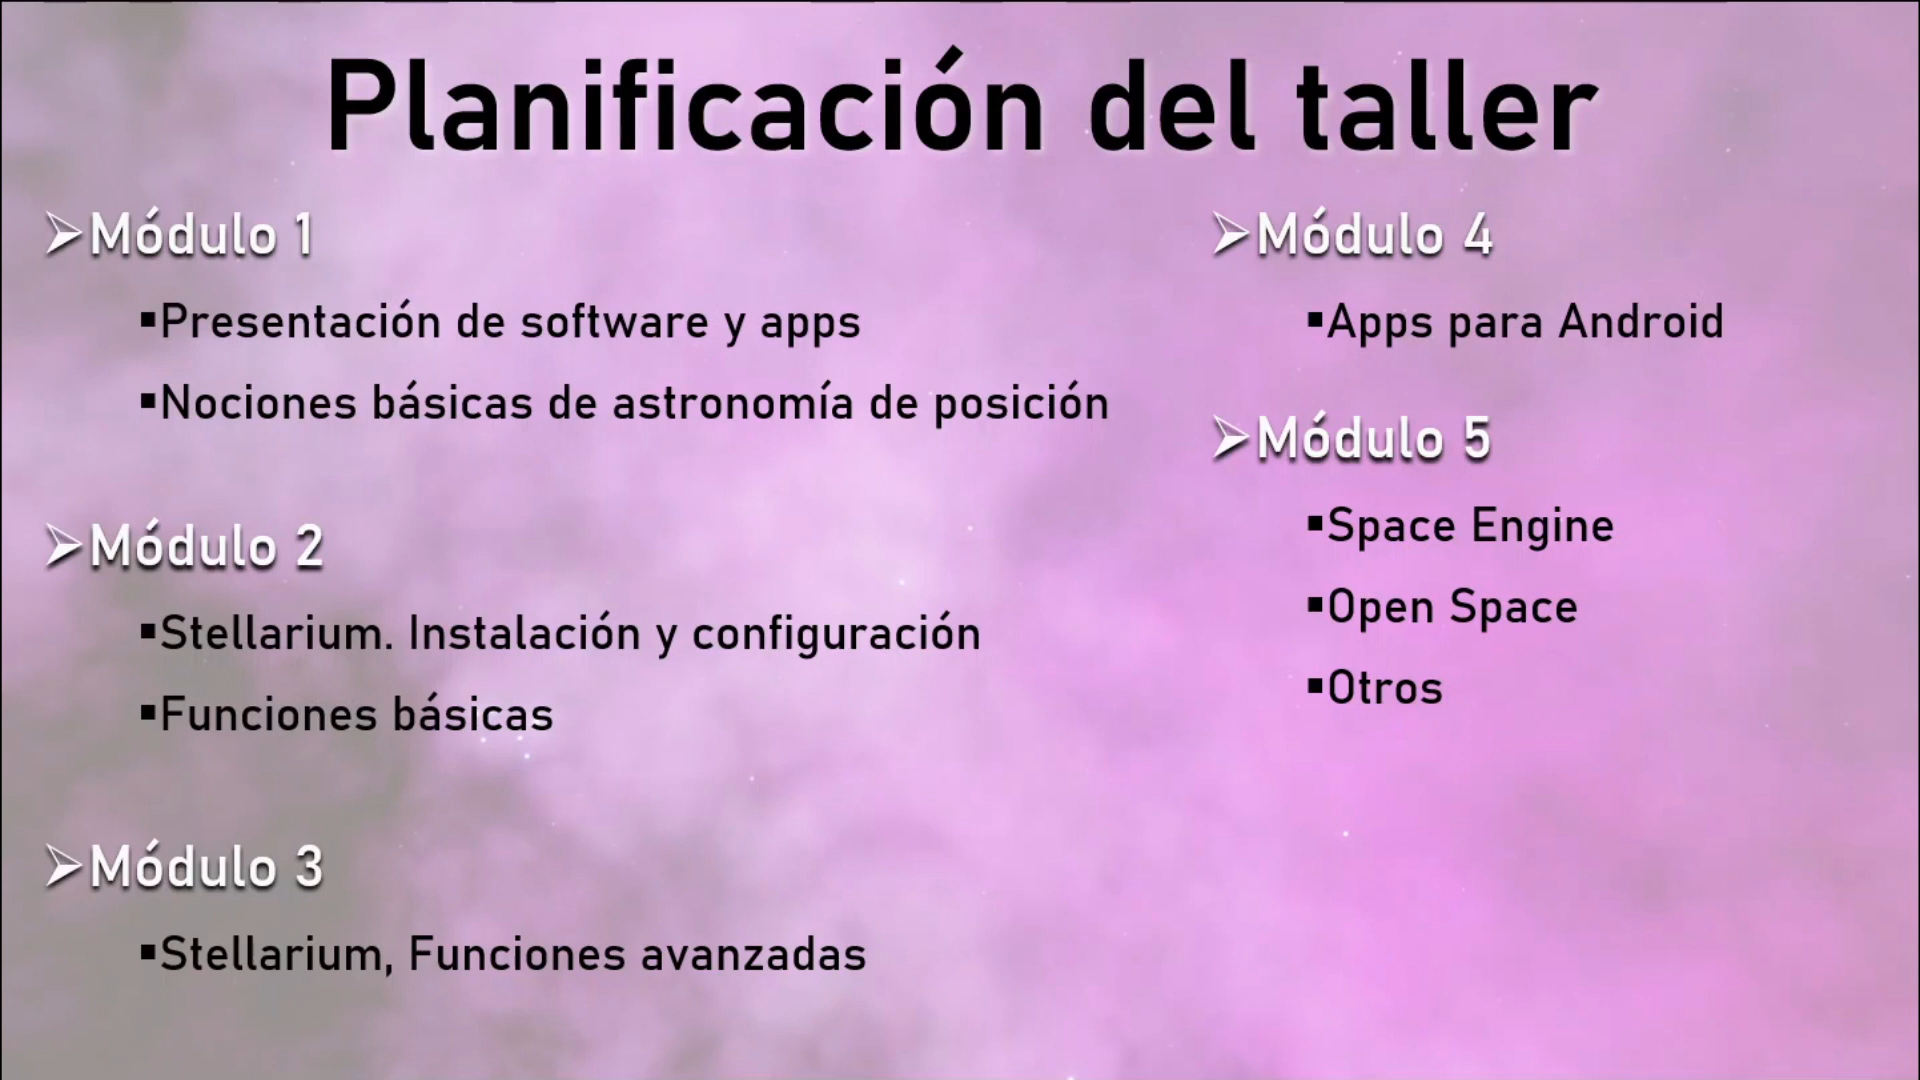 Planificación del taller
➢Módulo 1
▪Presentación de software y apps
▪Nociones básicas de astronomía de posición
➢Módulo 2
▪Stellarium. Instalación y configuración
▪Funciones básicas
➢Módulo 3
▪Stellarium, Funciones avanzadas
➢Módulo 4
▪Apps para Android
➢Módulo 5
▪Space Engine
▪Open Space
▪Otros